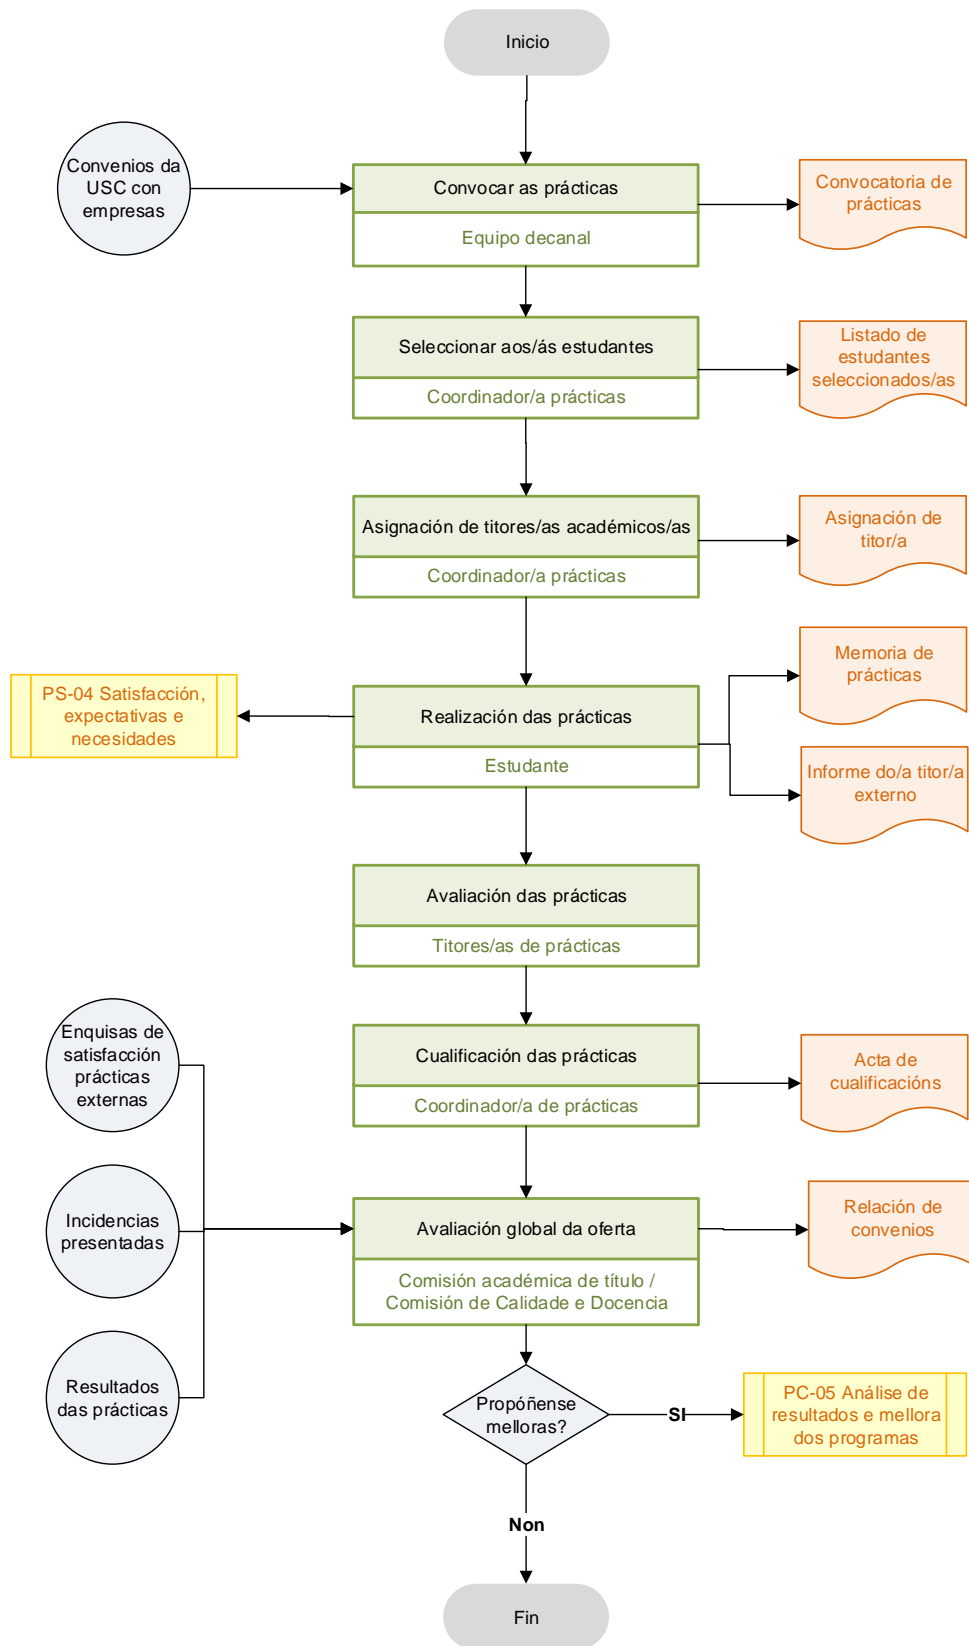 Inicio
Convenios da
USC con
empresas
Convocar as prácticas
Equipo decanal
Convocatoria de
prácticas
Seleccionar aos/ás estudantes
Coordinador/a prácticas
Listado de
estudantes
seleccionados/as
Asignación de titores/as académicos/as
Coordinador/a prácticas
Asignación de
titor/a
Memoria de
prácticas
PS-04 Satisfacción,
expectativas e
necesidades
Realización das prácticas
Estudante
Informe do/a titor/a
externo
Avaliación das prácticas
Titores/as de prácticas
Enquisas de
satisfacción
prácticas
externas
Cualificación das prácticas
Coordinador/a de prácticas
Acta de
cualificacións
Incidencias
presentadas
Avaliación global da oferta
Comisión académica de título /
Comisión de Calidade e Docencia
Relación de
convenios
Resultados
das prácticas
Propóñense
melloras?
SI
PC-05 Análise de
resultados e mellora
dos programas
Non
Fin